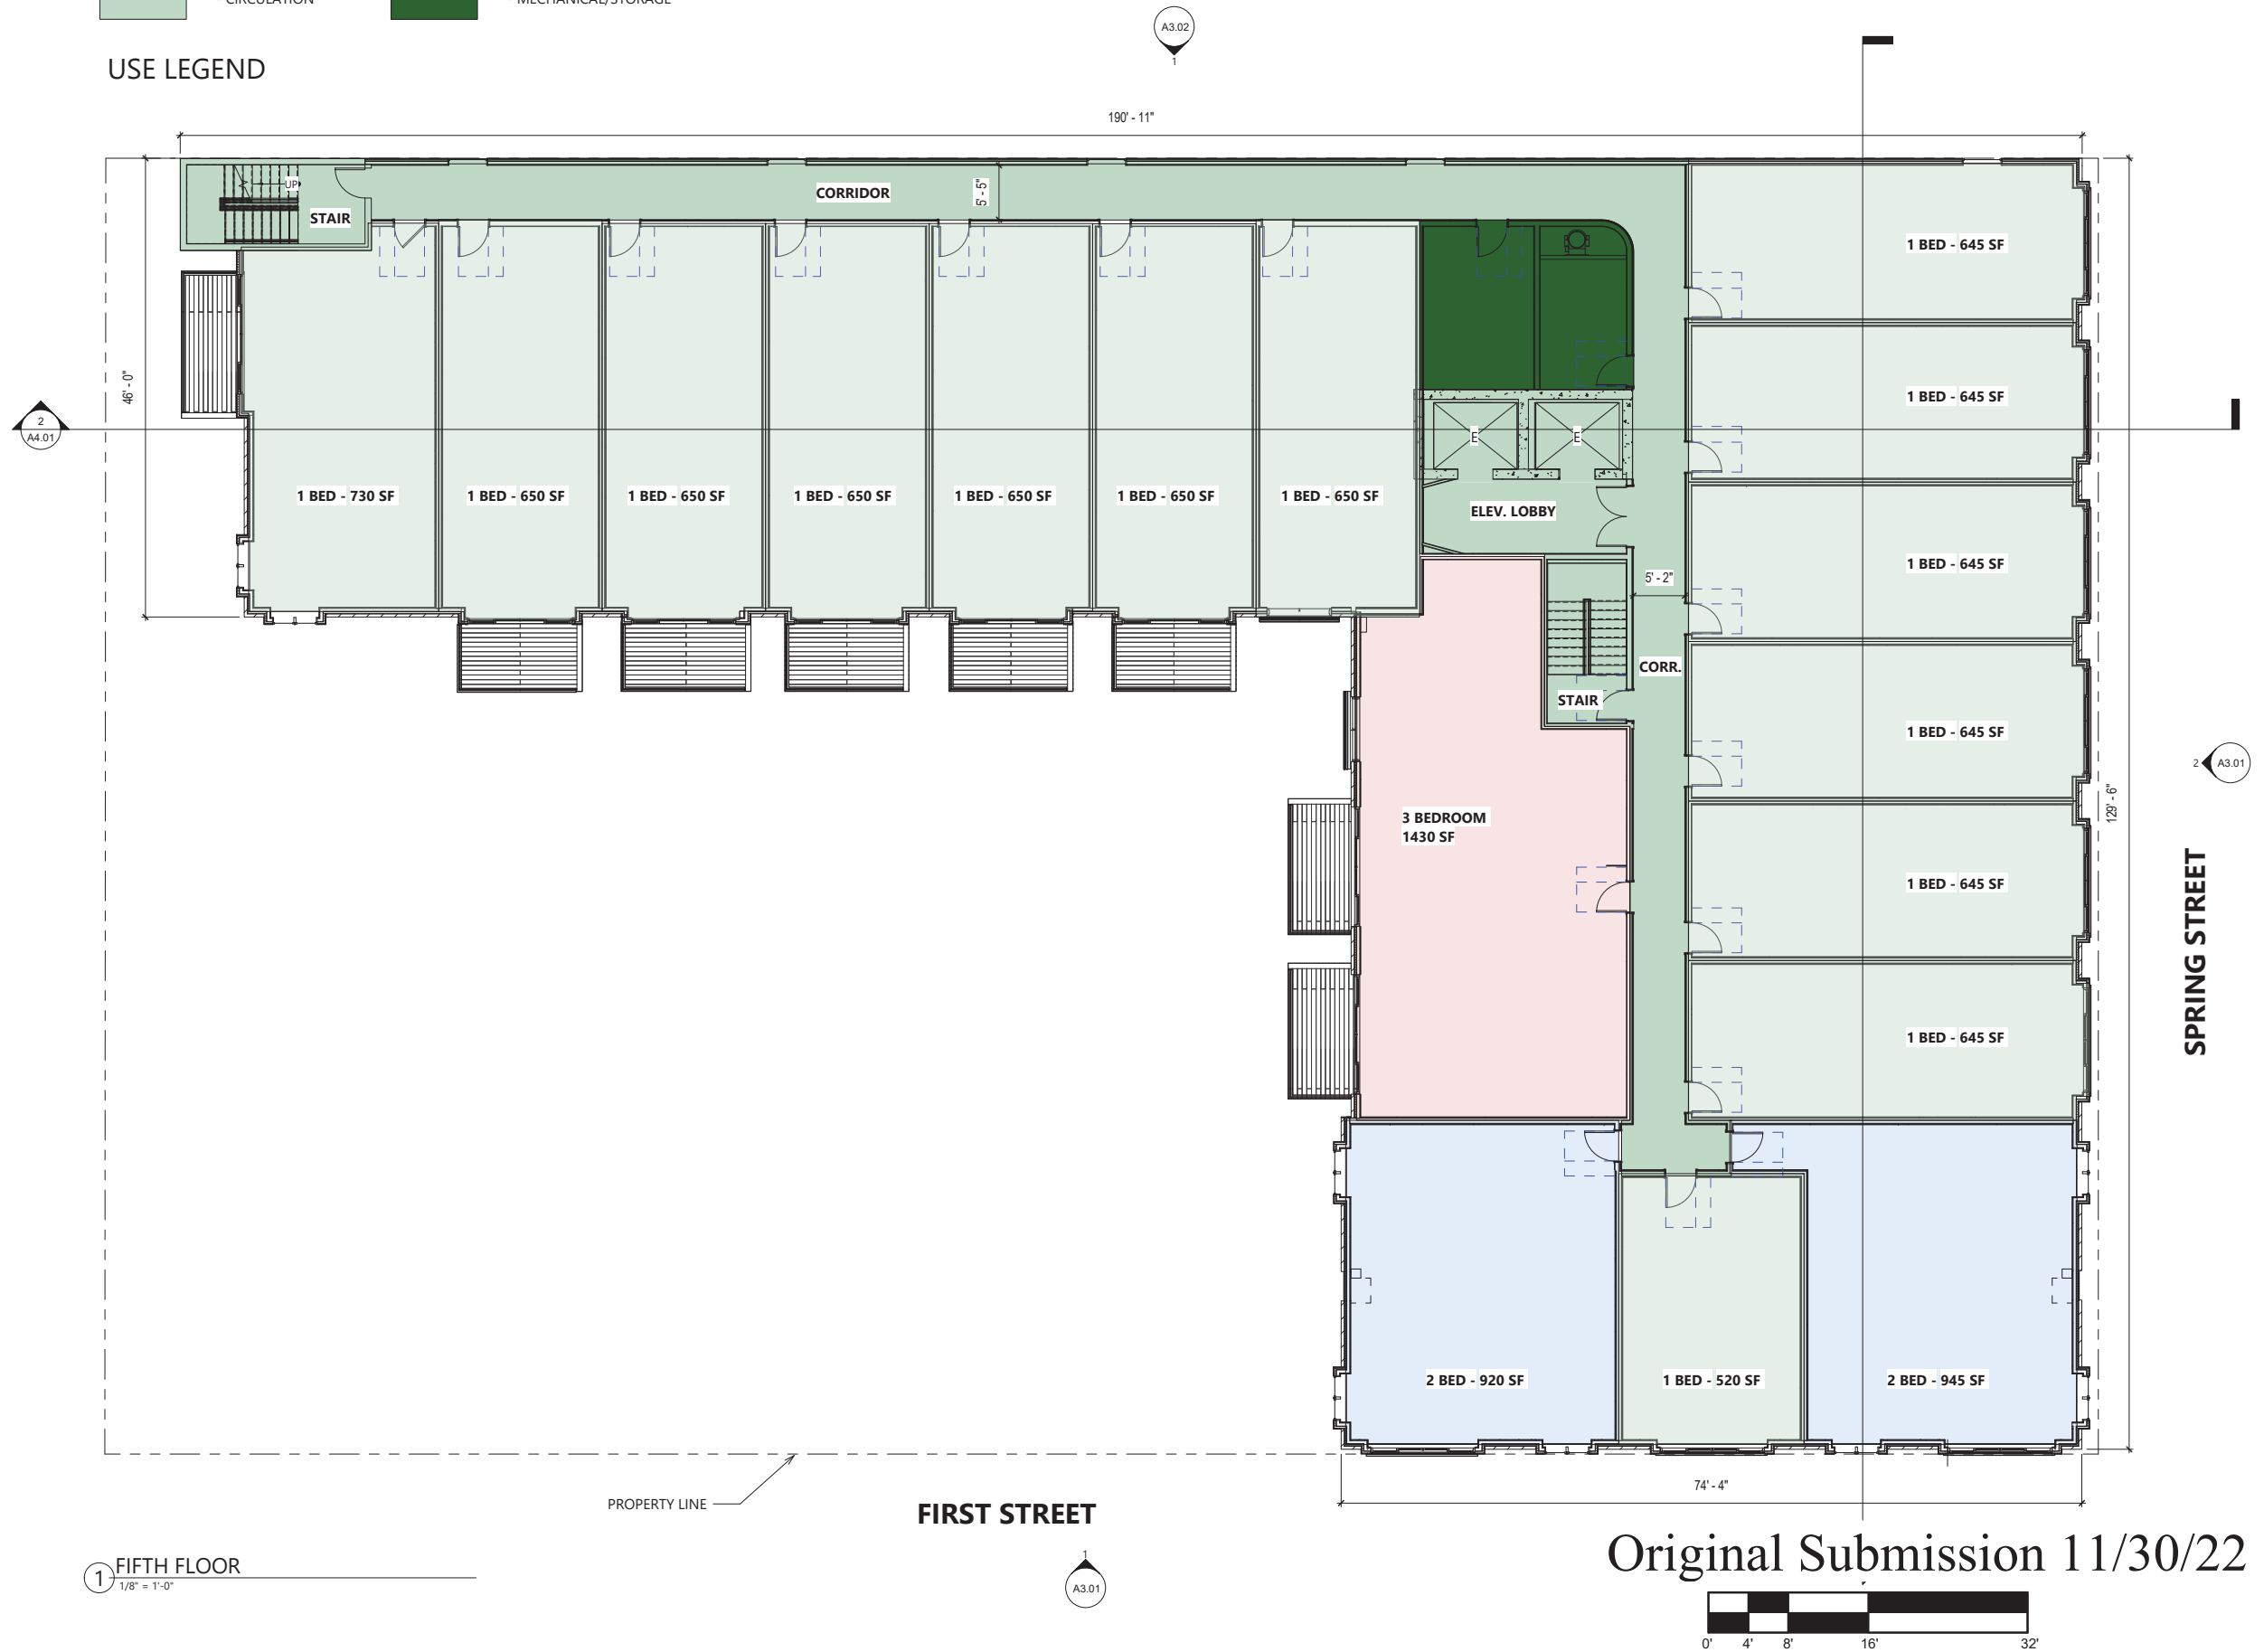 - CIRCULATION
- MECHANICAL/STORAGE
USE LEGEND
A3.02
1
190' - 11"
UP
STAIR
CORRIDOR
5' - 5"
46' - 0"
2
A4.01
1 BED - 730 SF
1 BED - 650 SF
1 BED - 650 SF
1 BED - 650 SF
1 BED - 650 SF
1 BED - 650 SF
1 BED - 650 SF
E
E
ELEV. LOBBY
5' - 2"
CORR.
STAIR
1 BED - 645 SF
1 BED - 645 SF
1 BED - 645 SF
1 BED - 645 SF
1 BED - 645 SF
1 BED - 645 SF
3 BEDROOM
1430 SF
2
A3.01
129' - 6"
SPRING STREET
2 BED - 920 SF
1 BED - 520 SF
2 BED - 945 SF
74' - 4"
PROPERTY LINE
FIRST STREET
1
A3.01
1
FIFTH FLOOR
1/8" = 1'-0"
Original Submission 11/30/22
0' 4' 8' 16' 32'